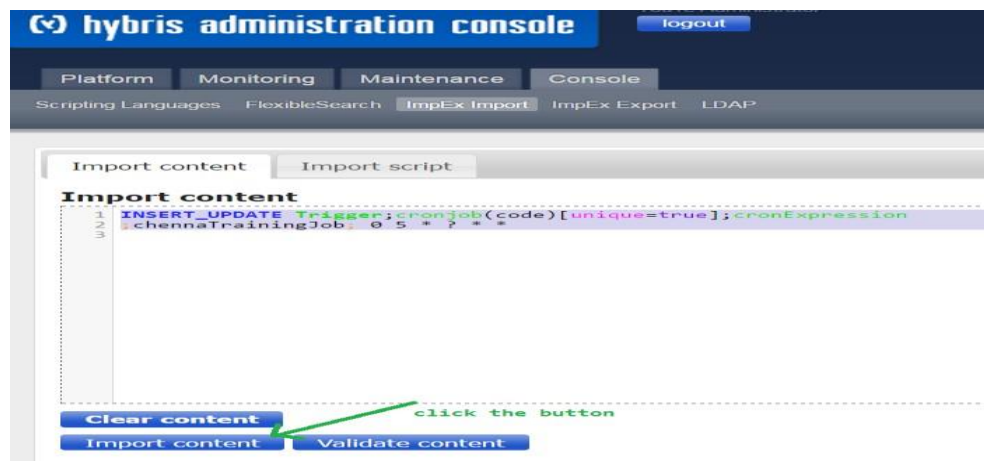 (y) hybris administration console
logout
Platform Monitoring Maintenance Console
Scripting Languages FlexibleSearch ImpEx Import ImpEx Export LDAP
Import content Import script
Import content
1 INSERT_UPDATE Trigger;cronjob(code)[unique=true];cronExpression
2 ;chennaTrainingJob; 0 5 * ? * *
3
Clear content
click the button
Import content Validate content